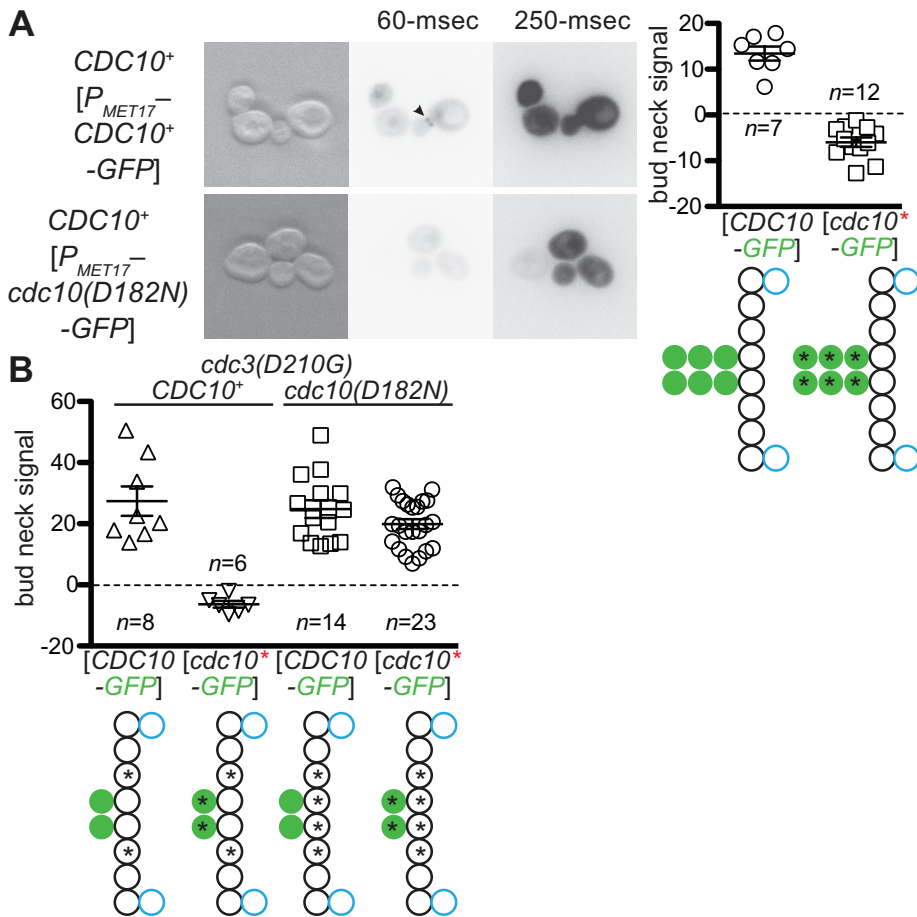 A
60-msec 250-msec
CDC10+
[PMET17–
CDC10+
-GFP]
CDC10+
[PMET17–
cdc10(D182N)
-GFP]
bud neck signal
20
10
0
-10
-20
n=12
n=7
[CDC10 [cdc10*
-GFP] -GFP]
* * *
* * *
B
cdc3(D210G)
CDC10+ cdc10(D182N)
bud neck signal
60
40
20
0
-20
n=6
n=8 n=14 n=23
[CDC10 [cdc10* [CDC10 [cdc10*
-GFP] -GFP] -GFP] -GFP]
* * * *
* * * *
* * * *
* * * *